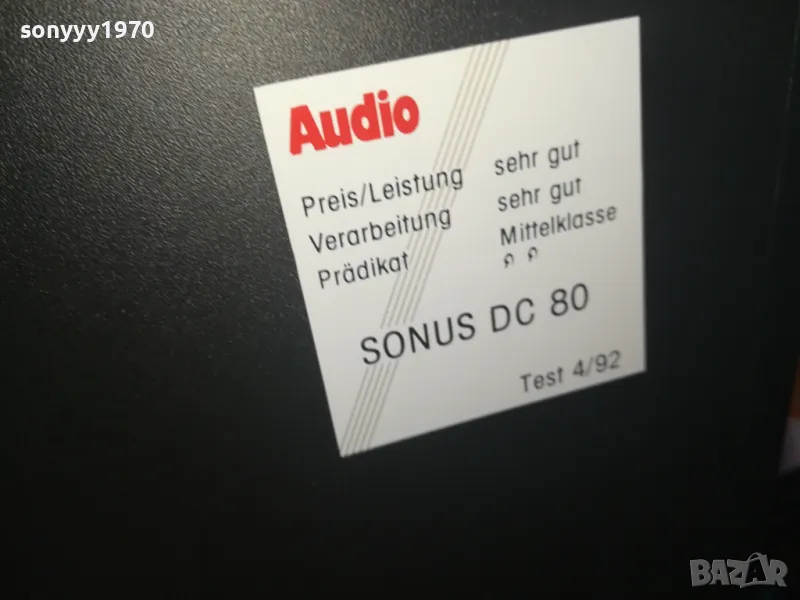 sonyyy1970
Audio
Preis/Leistung sehr gut
Verarbeitung sehr gut
Prädikat Mittelklasse
SONUS DC 80
Test 4/92
BAZAR